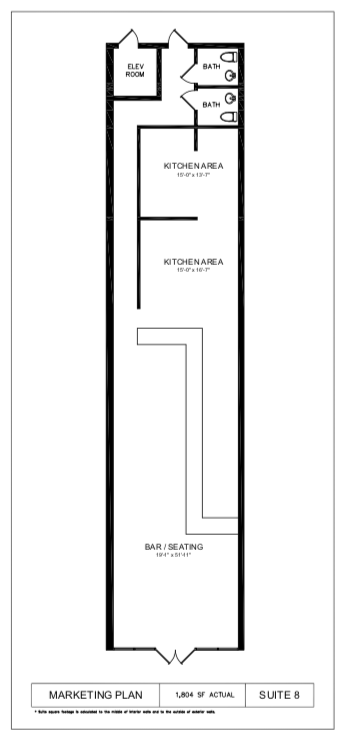 ELEV
ROOM
BATH
BATH
KITCHEN AREA
15'-0" x 13'-7"
KITCHEN AREA
15'-0" x 16'-7"
BAR / SEATING
19'-1" x 51'-11"
MARKETING PLAN
1,804 SF ACTUAL
SUITE 8
* Suite square footage is calculated to the middle of interior walls and to the outside of exterior walls.